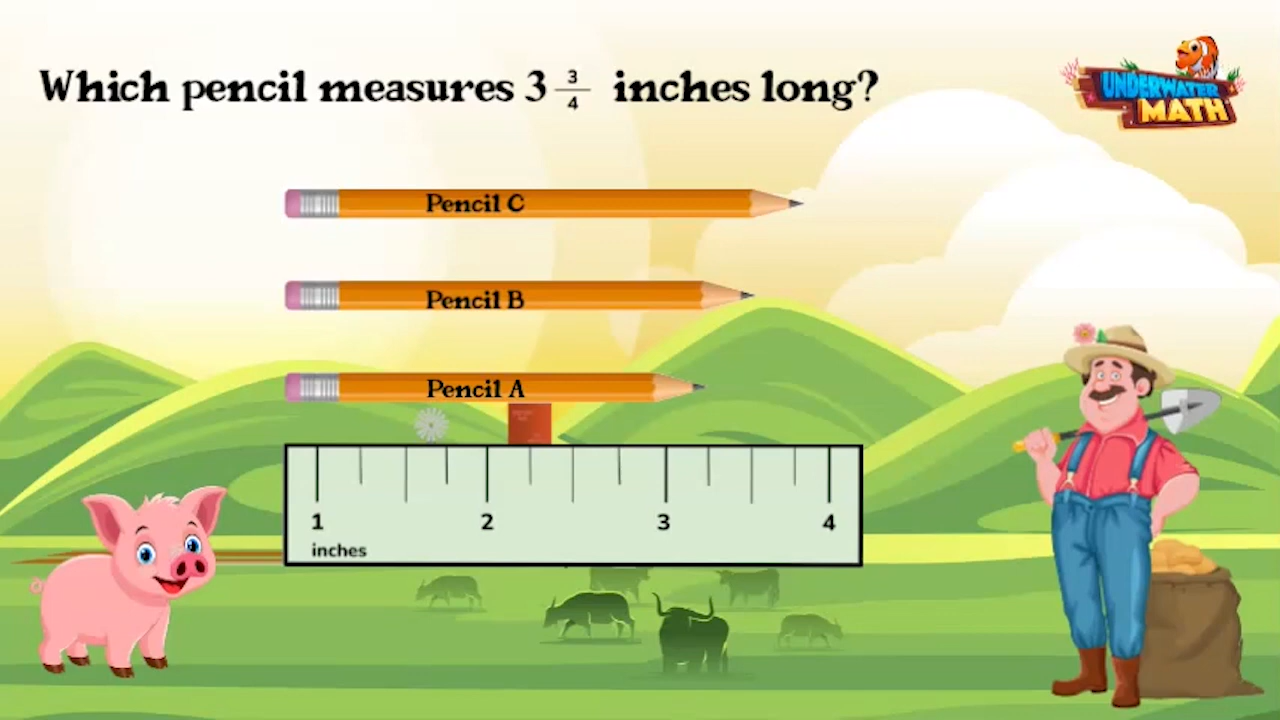 Which pencil measures 3 3/4 inches long?
UNDERWATER
MATH
Pencil C
Pencil B
Pencil A
1 2 3 4
inches